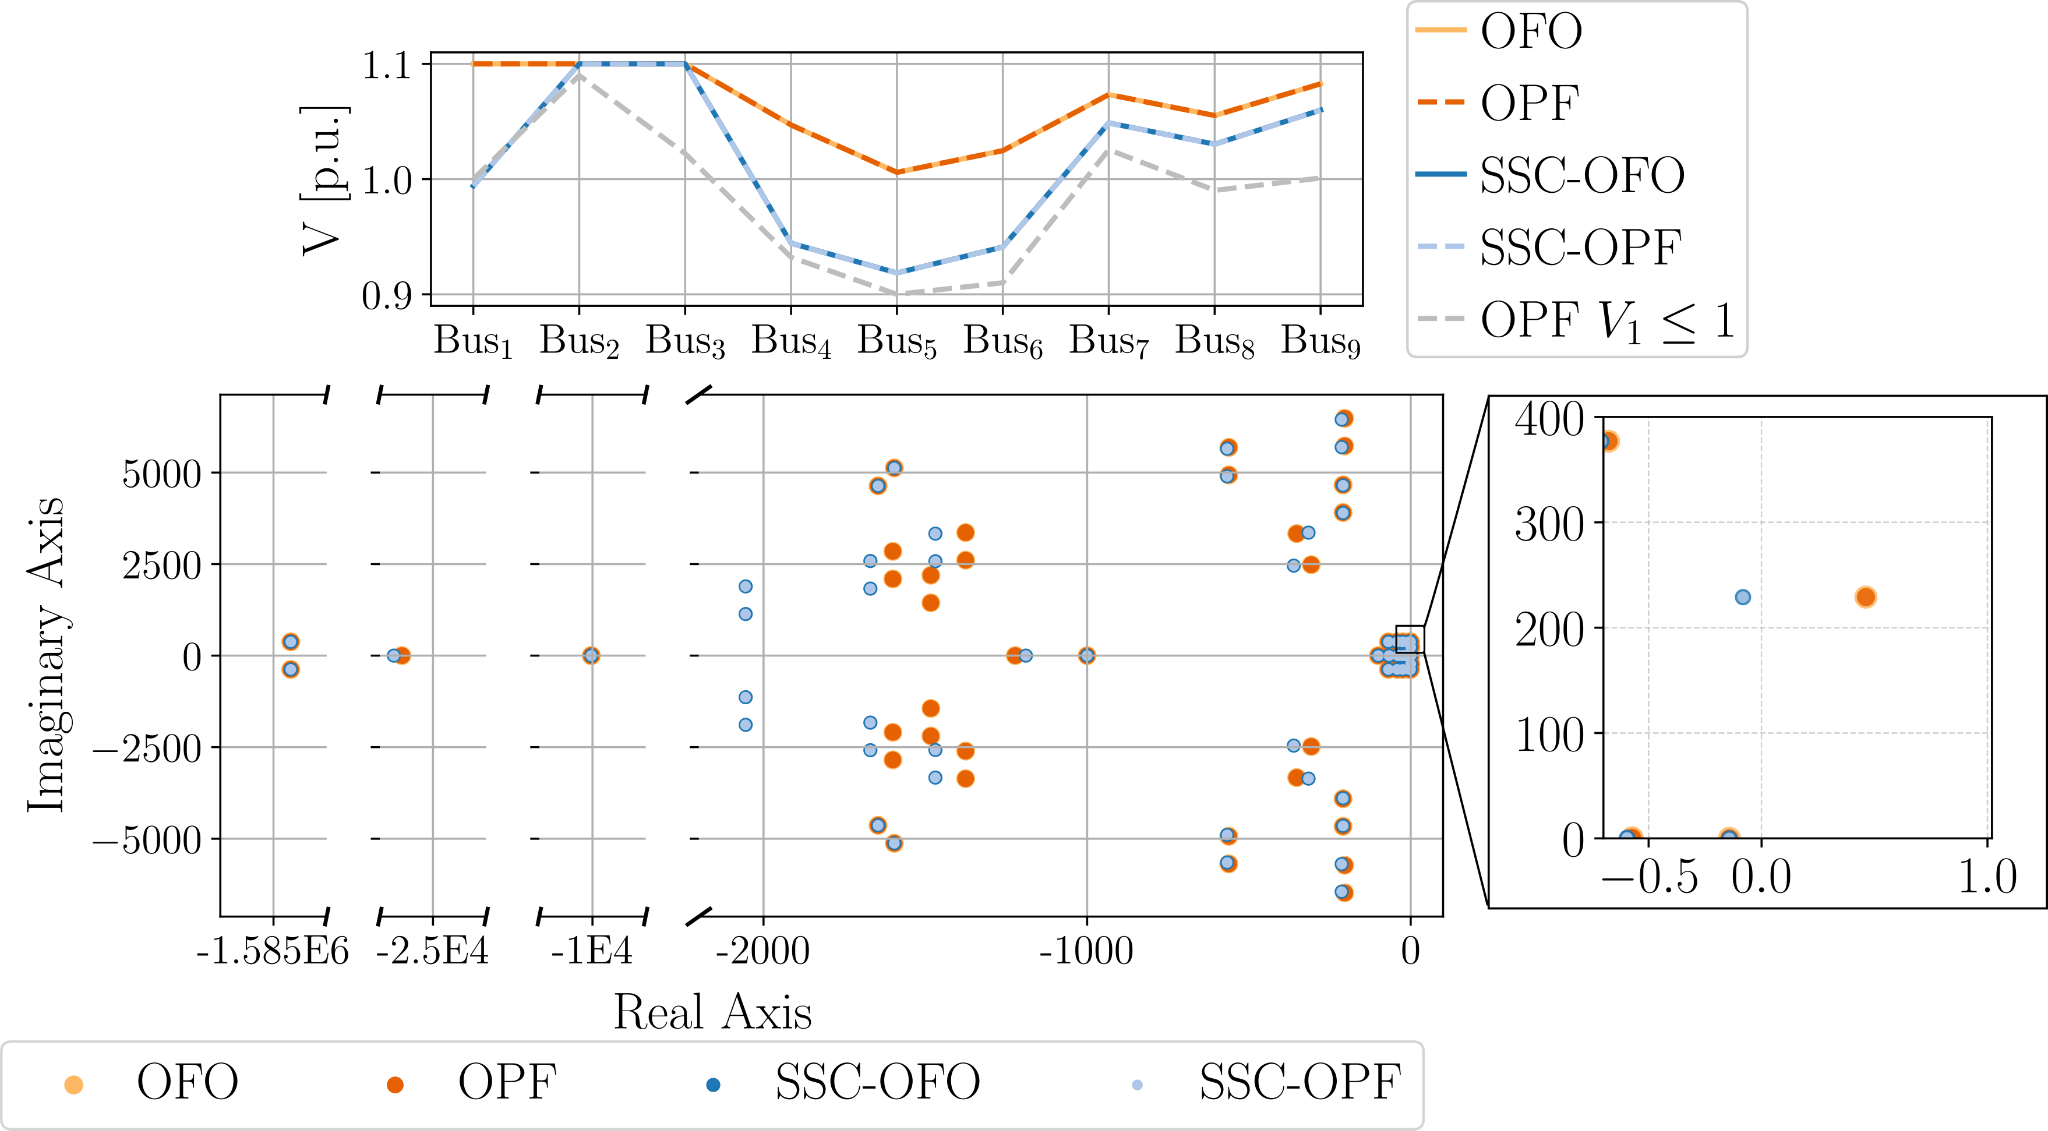 1.1
1.0
0.9
V [p.u.]
Bus1 Bus2 Bus3 Bus4 Bus5 Bus6 Bus7 Bus8 Bus9
OFO
OPF
SSC-OFO
SSC-OPF
OPF V1 ≤ 1
5000
2500
0
−2500
−5000
Imaginary Axis
-1.585E6 -2.5E4 -1E4 -2000 -1000 0
Real Axis
400
300
200
100
0
−0.5 0.0 1.0
OFO OPF SSC-OFO SSC-OPF